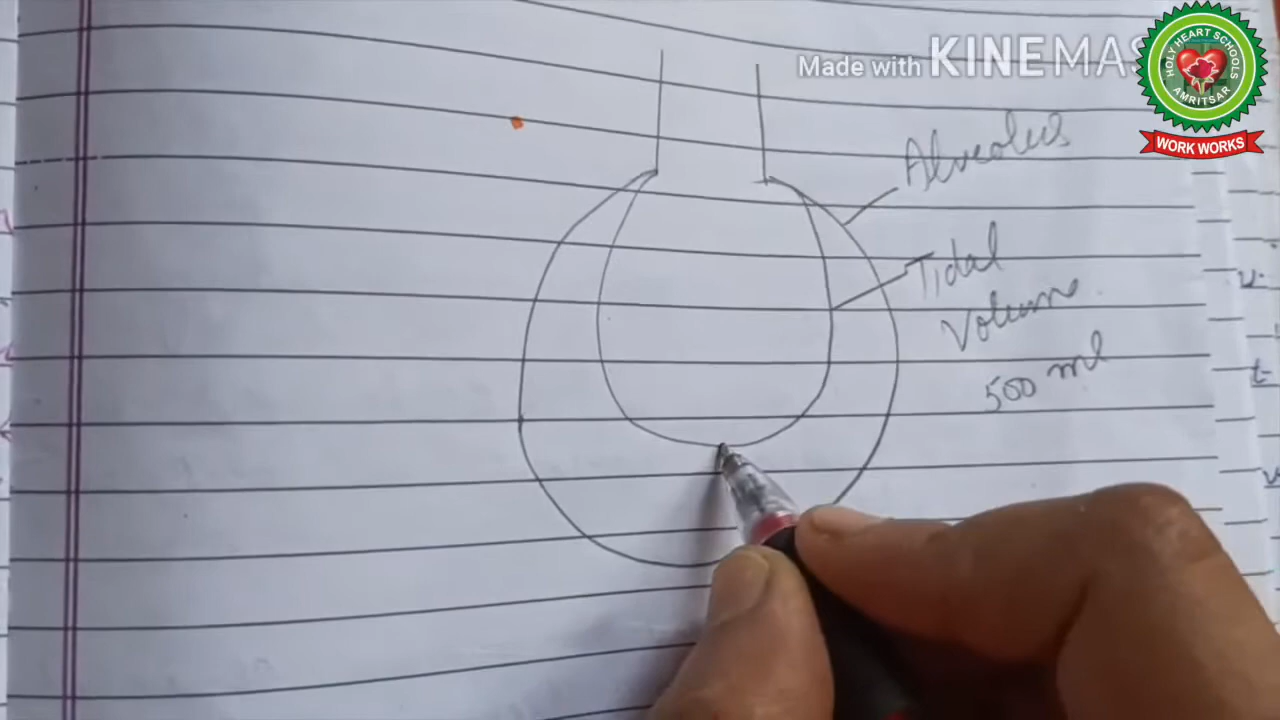 Made with KINEMAS
HOLY HEART SCHOOLS
AMRITSAR
WORK WORKS
Alveolus
Tidal
Volume
500 ml